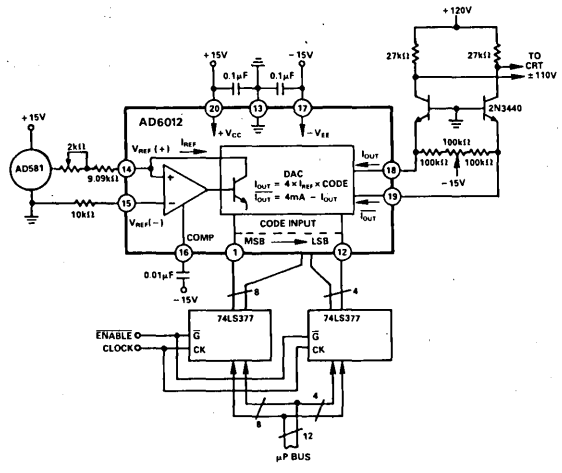 +120V
27kΩ
27kΩ
TO
CRT
±110V
2N3440
+15V
0.1μF
0.1μF
-15V
20
13
17
AD6012
+VCC
-VEE
+15V
2kΩ
AD581
9.09kΩ
14
VREF(+)
IREF
+
-
DAC
IOUT = 4 × IREF × CODE
IOUT = 4mA - IOUT
IOUT
18
IOUT
19
100kΩ
100kΩ
100kΩ
-15V
10kΩ
15
VREF(-)
COMP
CODE INPUT
MSB → LSB
16
1
12
0.01μF
-15V
8
4
74LS377
74LS377
ENABLE
CLOCK
G
CK
G
CK
8
4
12
μP BUS